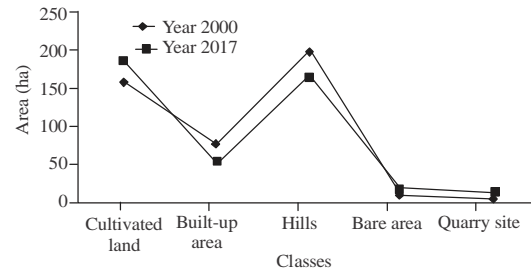 250
200
150
100
50
0
Area (ha)
Year 2000
Year 2017
Cultivated land
Built-up area
Hills
Bare area
Quarry site
Classes